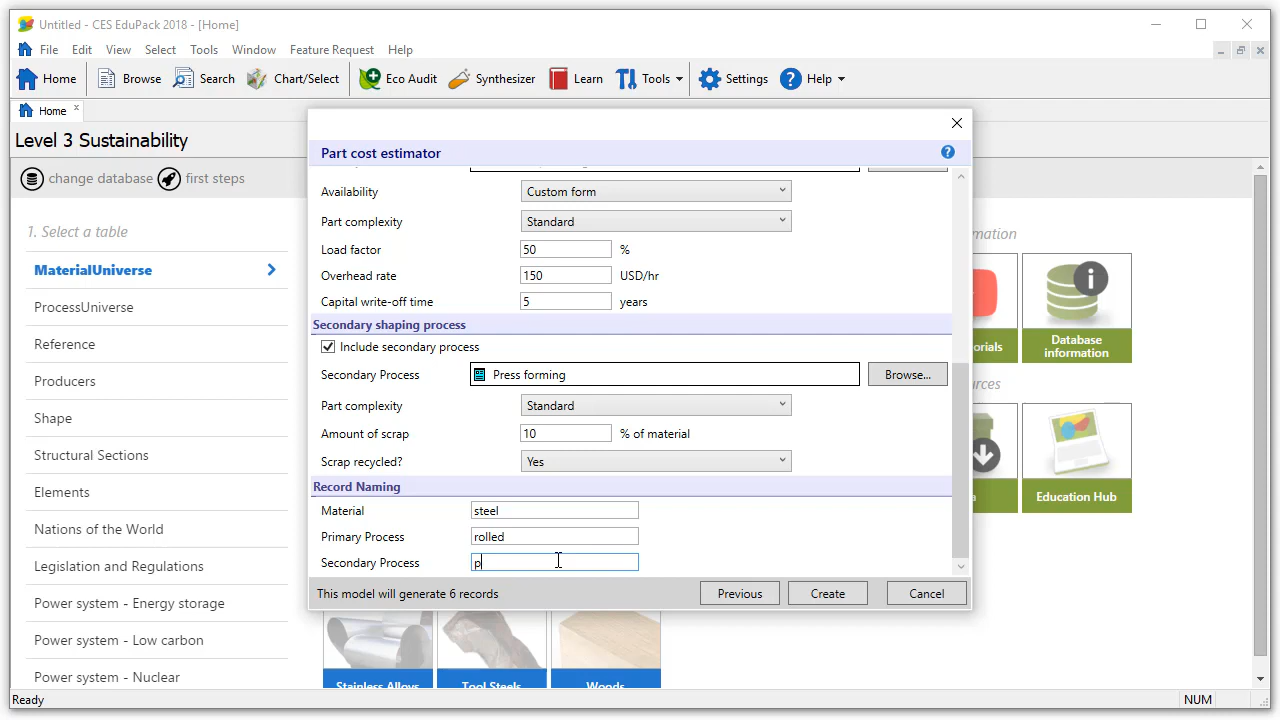 Untitled - CES EduPack 2018 - [Home]
File Edit View Select Tools Window Feature Request Help
Home Browse Search Chart/Select Eco Audit Synthesizer Learn Tools Settings Help
Home
Level 3 Sustainability
change database first steps
1. Select a table
MaterialUniverse
ProcessUniverse
Reference
Producers
Shape
Structural Sections
Elements
Nations of the World
Legislation and Regulations
Power system - Energy storage
Power system - Low carbon
Power system - Nuclear
Part cost estimator
Availability Custom form
Part complexity Standard
Load factor 50 %
Overhead rate 150 USD/hr
Capital write-off time 5 years
Secondary shaping process
Include secondary process
Secondary Process Press forming Browse...
Part complexity Standard
Amount of scrap 10 % of material
Scrap recycled? Yes
Record Naming
Material steel
Primary Process rolled
Secondary Process p
This model will generate 6 records Previous Create Cancel
Stainless Alloys Tool Steels Woods
mation
orials
Database
information
urces
a
Education Hub
Ready NUM